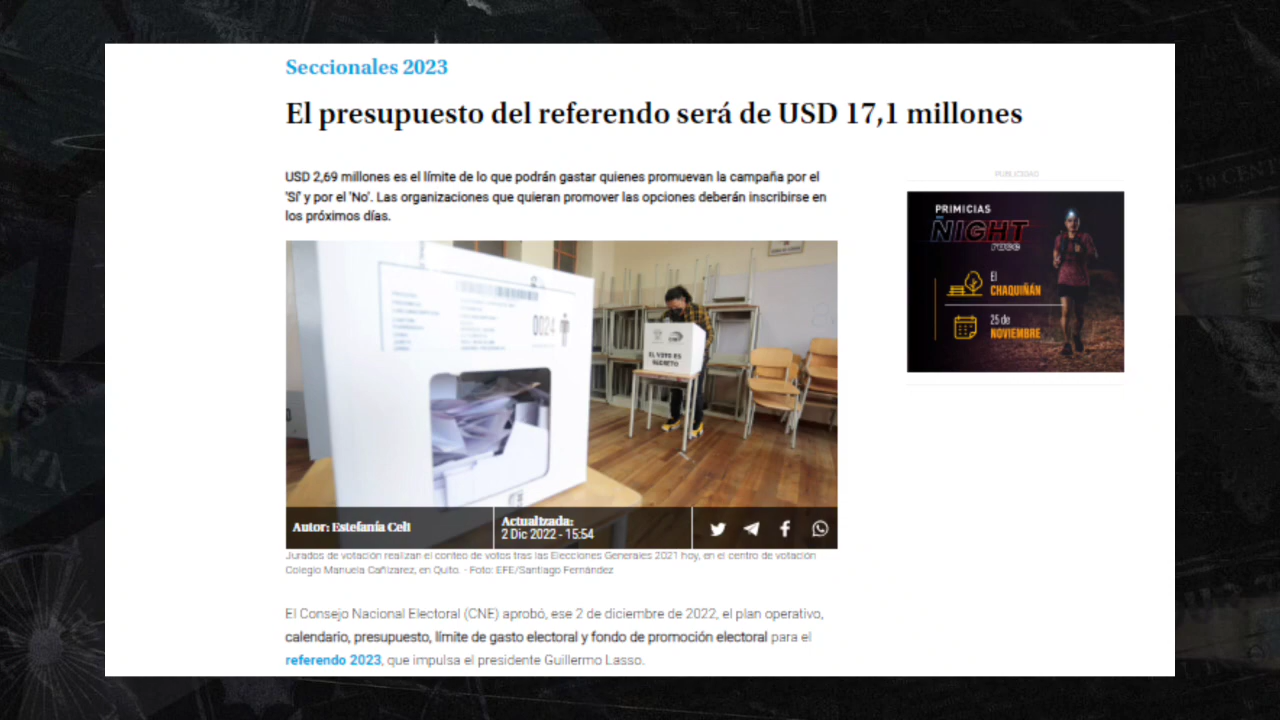 Seccionales 2023
El presupuesto del referendo será de USD 17,1 millones
USD 2,69 millones es el límite de lo que podrán gastar quienes promuevan la campaña por el
'Sí' y por el 'No'. Las organizaciones que quieran promover las opciones deberán inscribirse en
los próximos días.
PUBLICIDAD
PRIMICIAS
NIGHT
race
El
CHAQUIÑÁN
25 de
NOVIEMBRE
0024
EL VOTO ES
SECRETO
Autor: Estefanía Celi
Actualizada:
2 Dic 2022 - 15:54
Jurados de votación realizan el conteo de votos tras las Elecciones Generales 2021 hoy, en el centro de votación
Colegio Manuela Cañizarez, en Quito. - Foto: EFE/Santiago Fernández
El Consejo Nacional Electoral (CNE) aprobó, ese 2 de diciembre de 2022, el plan operativo,
calendario, presupuesto, límite de gasto electoral y fondo de promoción electoral para el
referendo 2023, que impulsa el presidente Guillermo Lasso.